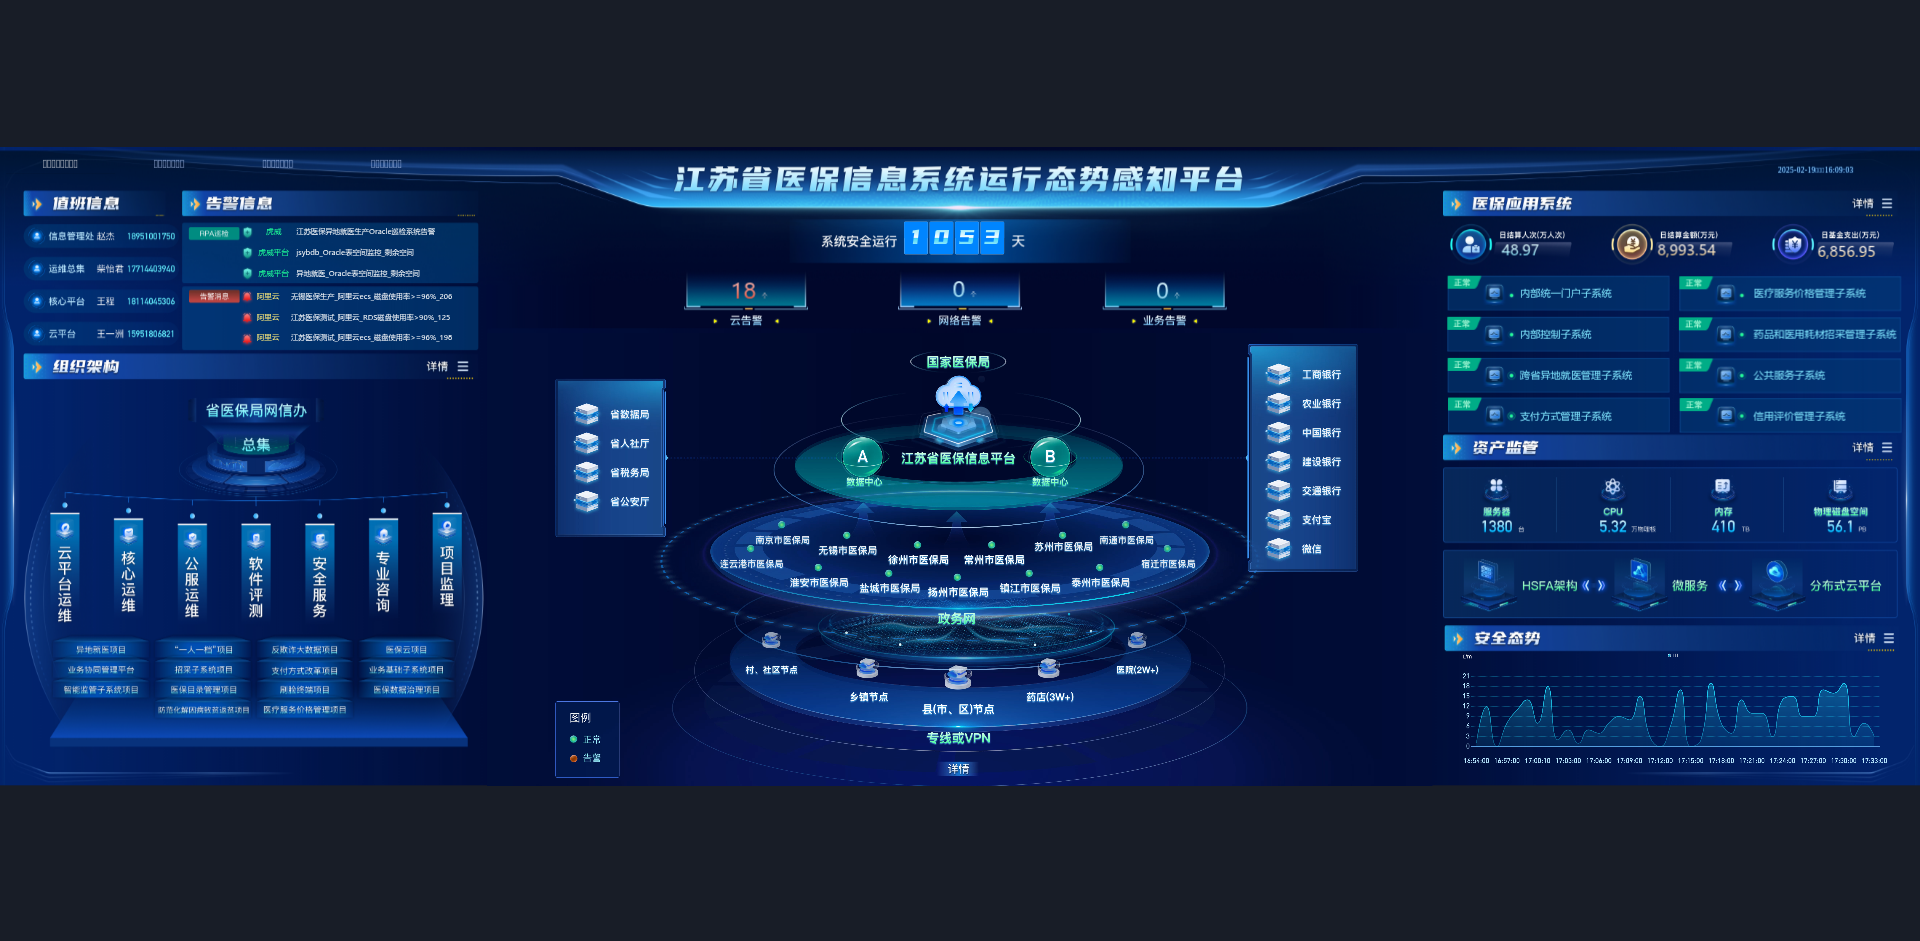 江苏省医保信息系统运行态势感知平台
2025-02-19 16:09:03
值班信息
信息管理处 赵杰 18951001750
运维总集 柴怡君 17714403940
核心平台 王程 18114045306
云平台 王一洲 15951806821
告警信息
RPA巡检
虎威 江苏医保异地就医生产Oracle巡检系统告警
虎威平台 jsybdb_Oracle表空间监控_剩余空间
虎威平台 异地就医_Oracle表空间监控_剩余空间
告警消息
阿里云 无锡医保生产_阿里云ecs_磁盘使用率>=96%_206
阿里云 江苏医保测试_阿里云_RDS磁盘使用率>90%_125
阿里云 江苏医保测试_阿里云ecs_磁盘使用率>=96%_198
组织架构
详情
省医保局网信办
总集
云平台运维
核心运维
公服运维
软件评测
安全服务
专业咨询
项目监理
异地就医项目 “一人一档”项目 反欺诈大数据项目 医保云项目
业务协同管理平台 招采子系统项目 支付方式改革项目 业务基础子系统项目
智能监管子系统项目 医保目录管理项目 刷脸终端项目 医保数据治理项目
防范化解因病致贫返贫项目 医疗服务价格管理项目
系统安全运行 1053 天
18 0 0
云告警 网络告警 业务告警
省数据局
省人社厅
省税务局
省公安厅
国家医保局
A
江苏省医保信息平台
B
数据中心 数据中心
南京市医保局
无锡市医保局
徐州市医保局
常州市医保局
苏州市医保局
南通市医保局
连云港市医保局
淮安市医保局
盐城市医保局
扬州市医保局
镇江市医保局
泰州市医保局
宿迁市医保局
政务网
村、社区节点
乡镇节点
县(市、区)节点
药店(3W+)
医院(2W+)
专线或VPN
详情
图例
正常
告警
工商银行
农业银行
中国银行
建设银行
交通银行
支付宝
微信
医保应用系统
详情
日结算人次(万人次)
48.97
日结算金额(万元)
8,993.54
日基金支出(万元)
6,856.95
正常 内部统一门户子系统
正常 医疗服务价格管理子系统
正常 内部控制子系统
正常 药品和医用耗材招采管理子系统
正常 跨省异地就医管理子系统
正常 公共服务子系统
正常 支付方式管理子系统
正常 信用评价管理子系统
资产监管
详情
服务器 CPU 内存 物理磁盘空间
1380 台 5.32 410 TB 56.1 PB
HSFA架构 《 》 微服务 《 》 分布式云平台
安全态势
详情
21
18
15
12
9
6
3
0
16:54:00 16:57:00 17:00:10 17:03:00 17:06:00 17:09:00 17:12:00 17:15:00 17:18:00 17:21:00 17:24:00 17:27:00 17:30:00 17:33:00